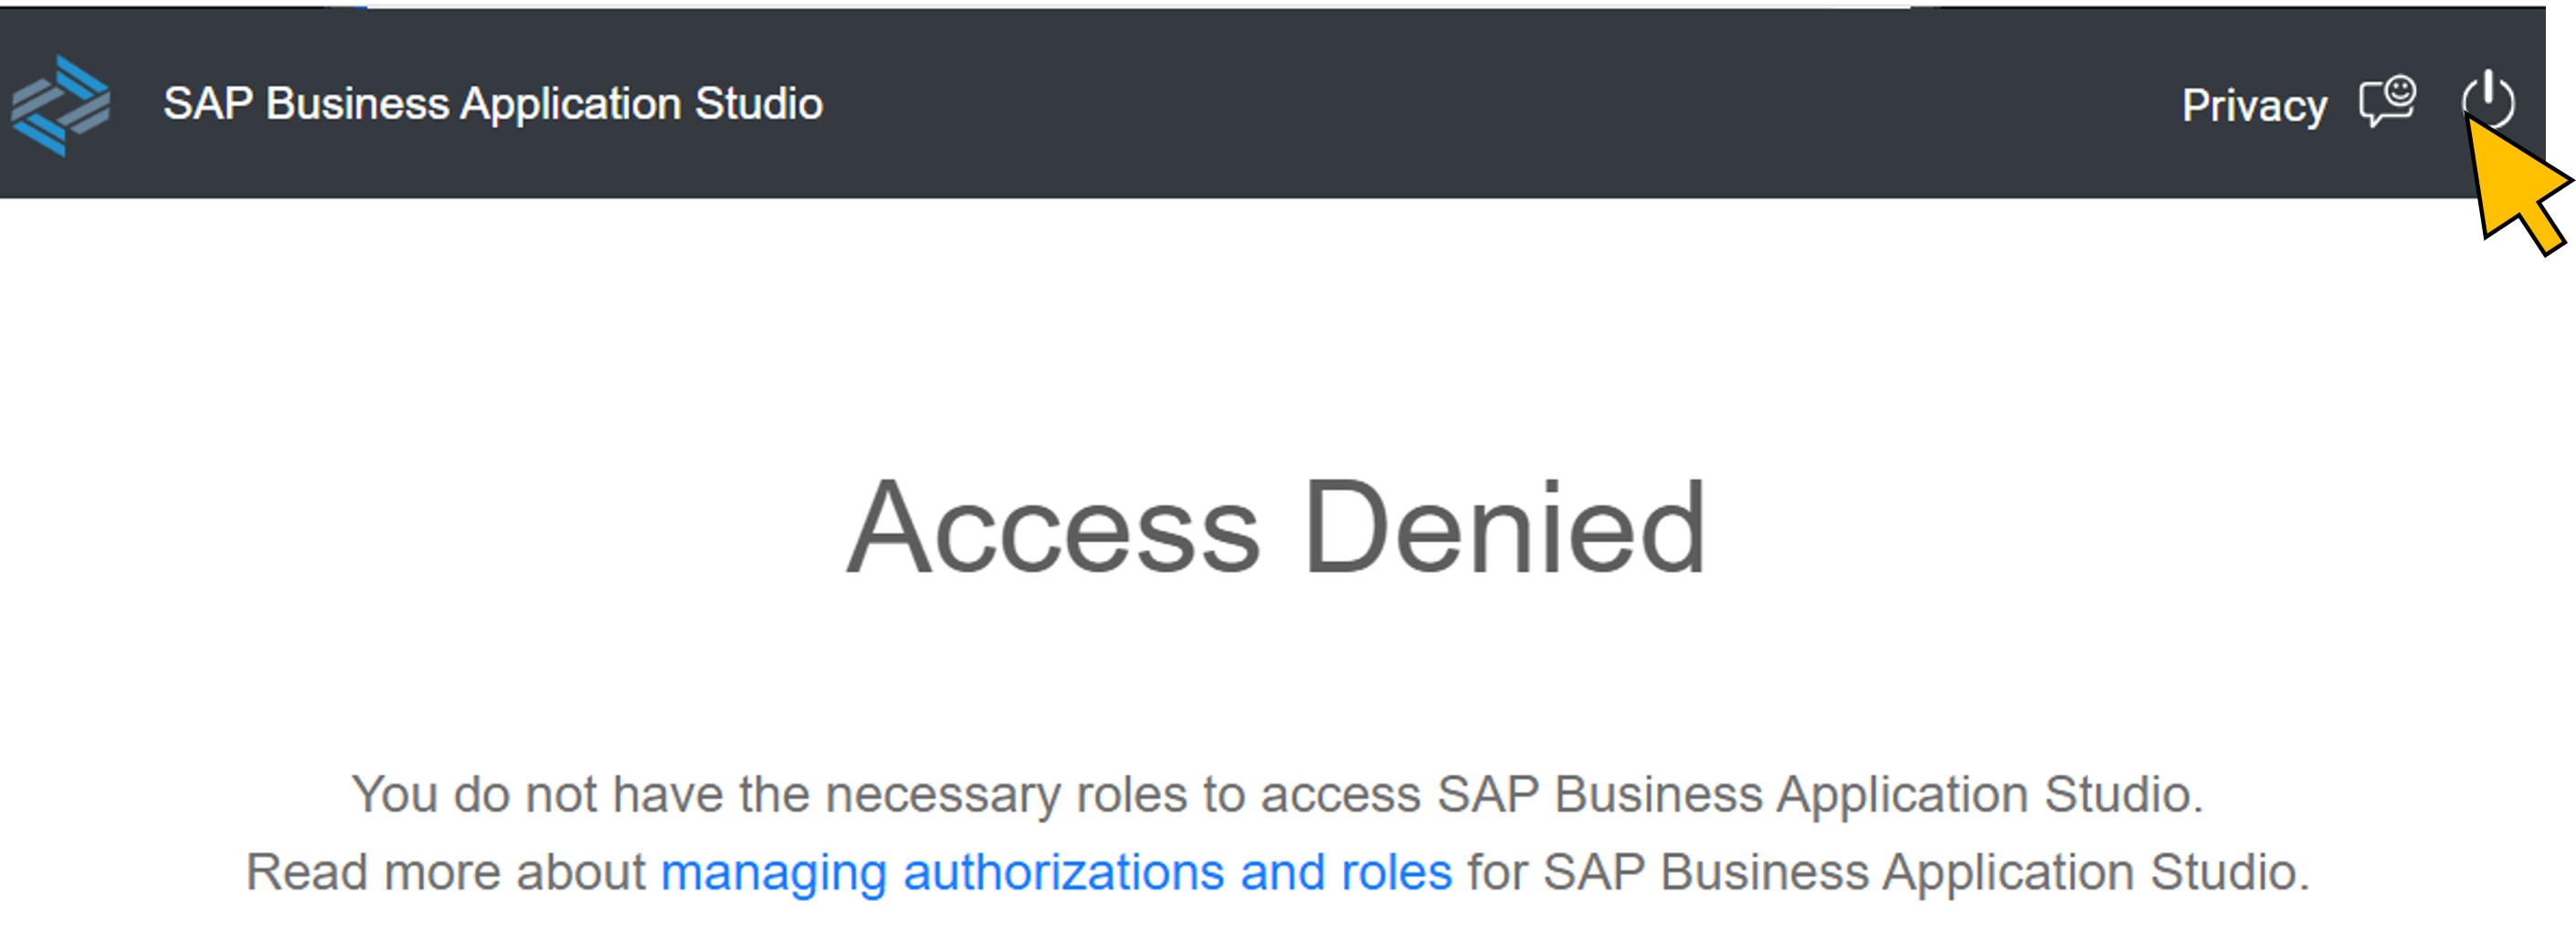 SAP Business Application Studio
Privacy
Access Denied
You do not have the necessary roles to access SAP Business Application Studio.
Read more about managing authorizations and roles for SAP Business Application Studio.